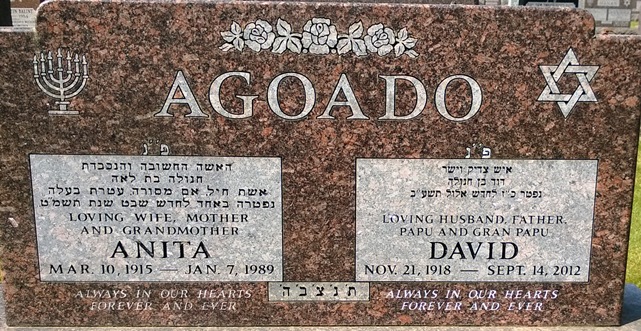 AGOADO
פ״נ
האשה החשובה והנכבדת
חנולה בת לאה
אשת חיל אם מסורה עטרת בעלה
נפטרה באחד לחדש שבט שנת תשמ״ט
LOVING WIFE, MOTHER
AND GRANDMOTHER
ANITA
MAR. 10, 1915 — JAN. 7, 1989
ALWAYS IN OUR HEARTS
FOREVER AND EVER
פ״נ
איש צדיק וישר
דוד בן חנולה
נפטר כ״ז לחדש אלול תשע״ב
LOVING HUSBAND, FATHER,
PAPU AND GRAN PAPU
DAVID
NOV. 21, 1918 — SEPT. 14, 2012
ALWAYS IN OUR HEARTS
FOREVER AND EVER
ת׳נ׳צ׳ב׳ה